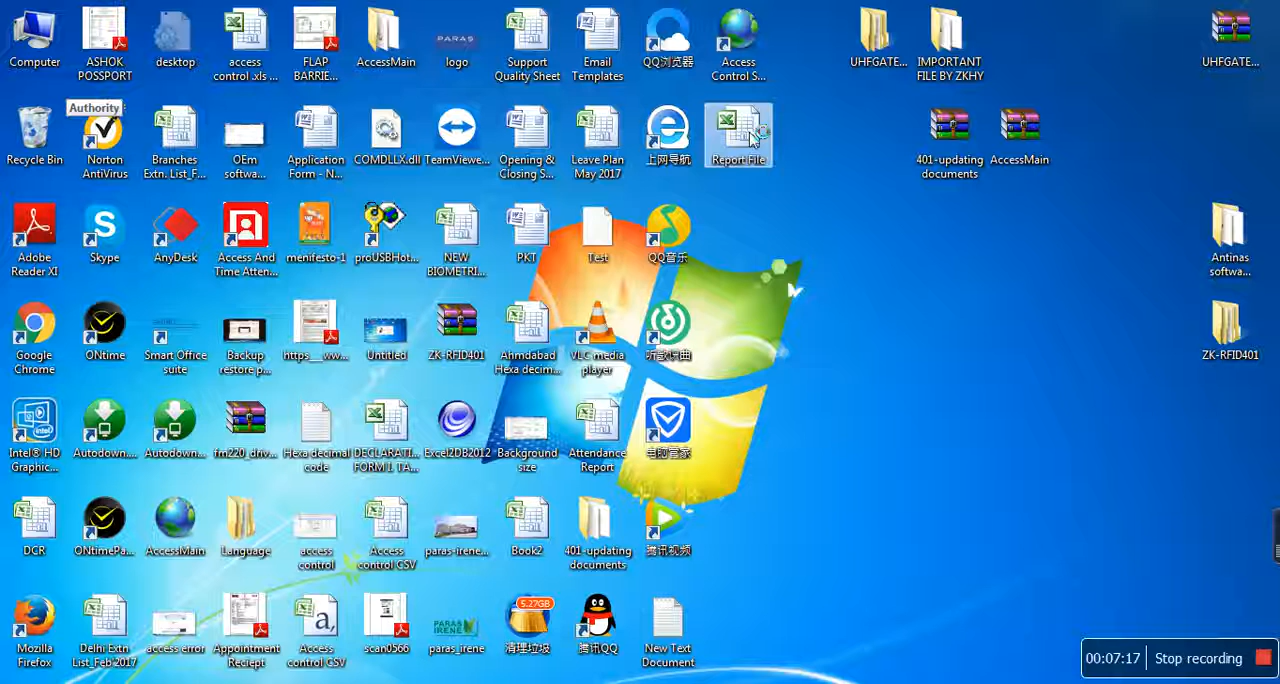 Computer
ASHOK
POSSPORT
desktop
access
control .xls ...
FLAP
BARRIE...
AccessMain
PARAS
logo
Support
Quality Sheet
Email
Templates
QQ浏览器
Access
Control S...
UHFGATE...
IMPORTANT
FILE BY ZKHY
UHFGATE...
Authority
Recycle Bin
Norton
AntiVirus
Branches
Extn. List_F...
OEm
softwa...
Application
Form - N...
COMDLLX.dll
TeamViewe...
Opening &
Closing S...
Leave Plan
May 2017
上网导航
Report File
401-updating
documents
AccessMain
Adobe
Reader XI
Skype
AnyDesk
Access And
Time Atten...
menifesto-1
proUSBHot...
NEW
BIOMETRI...
PKT
Test
QQ音乐
Antinas
softwa...
Google
Chrome
ONtime
Smart Office
suite
Backup
restore p...
https__ww...
Untitled
ZK-RFID401
Ahmdabad
Hexa decim...
VLC media
player
听歌识曲
ZK-RFID401
Intel® HD
Graphic...
Autodown...
Autodown...
fm220_driv...
Hexa decimal
code
DECLARATI...
FORM I. TA...
Excel2DB2012
Background
size
Attendance
Report
电脑管家
DCR
ONtimePa...
AccessMain
Language
access
control
Access
control CSV
paras-irene...
Book2
401-updating
documents
腾讯视频
Mozilla
Firefox
Delhi Extn
List_Feb 2017
access error
Appointment
Reciept
a,
Access
control CSV
scan0566
PARAS
IRENE
paras_irene
5.27GB
清理垃圾
腾讯QQ
New Text
Document
00:07:17
Stop recording